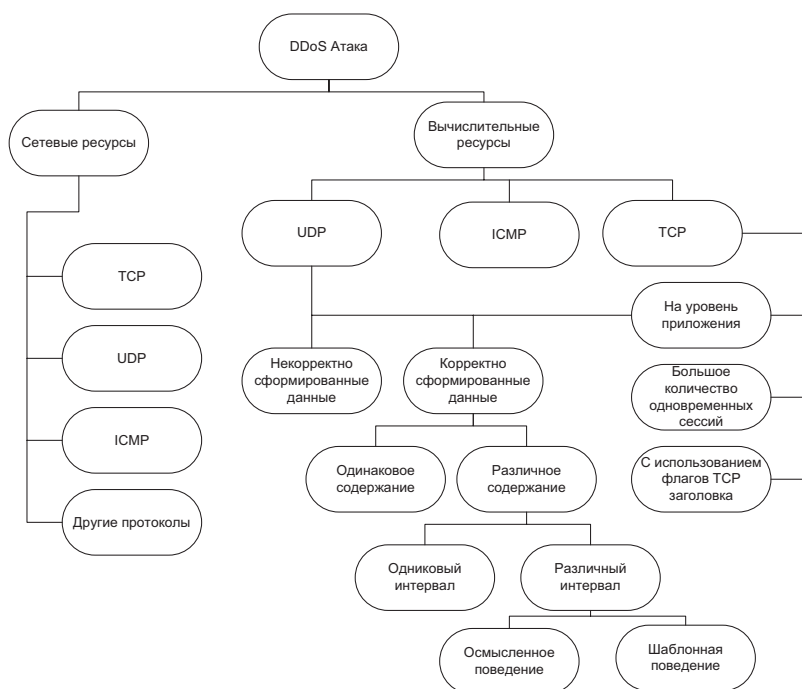 DDoS Атака
Сетевые ресурсы
Вычислительные
ресурсы
UDP
ICMP
TCP
TCP
UDP
ICMP
Другие протоколы
На уровень
приложения
Большое
количество
одновременных
сессий
С использованием
флагов TCP
заголовка
Некорректно
сформированные
данные
Корректно
сформированные
данные
Одинаковое
содержание
Различное
содержание
Одниковый
интервал
Различный
интервал
Осмысленное
поведение
Шаблонная
поведение